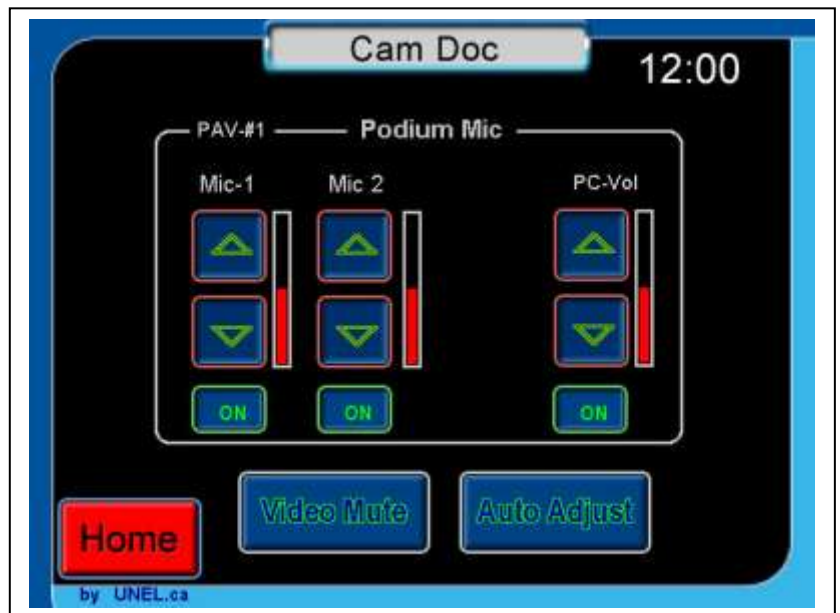 Cam Doc
12:00
PAV-#1 Podium Mic
Mic-1 Mic 2 PC-Vol
ON ON ON
Video Mute Auto Adjust
Home
by UNEL.ca